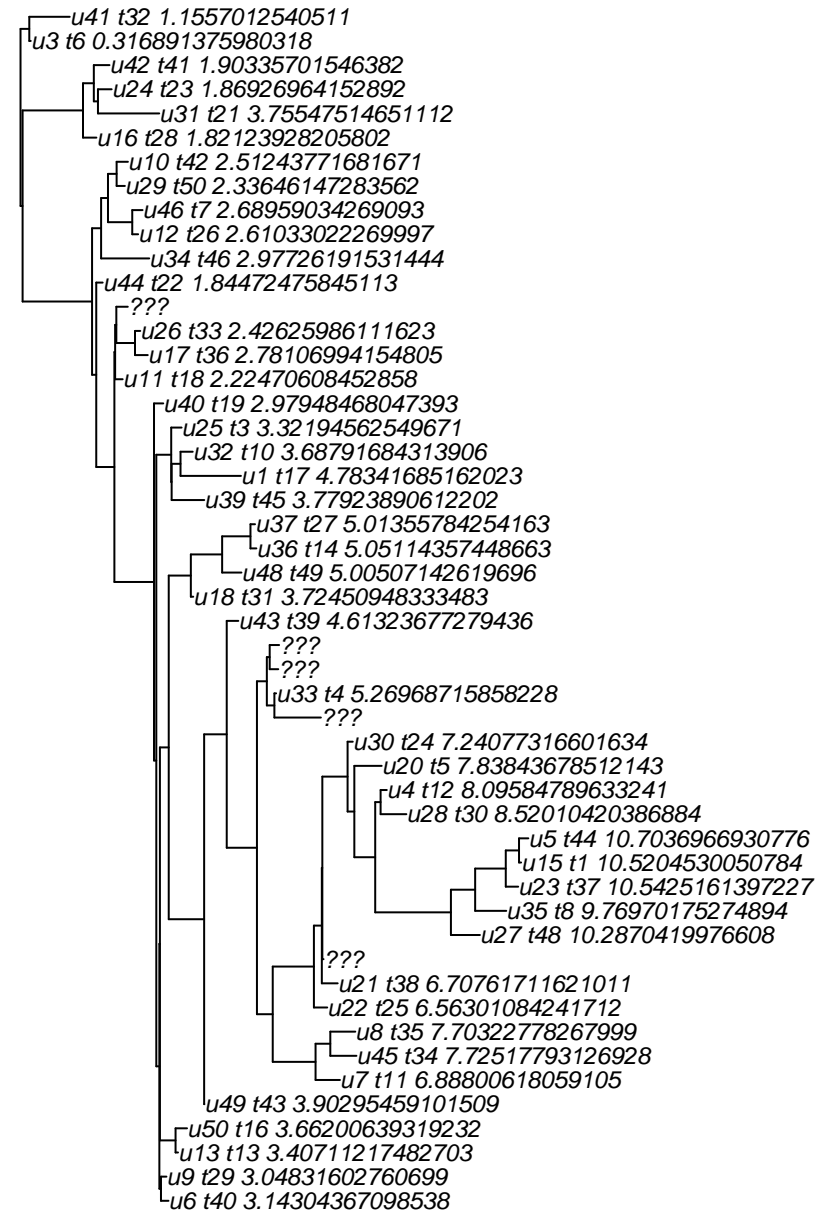 u41 t32 1.1557012540511
u3 t6 0.316891375980318
u42 t41 1.90335701546382
u24 t23 1.86926964152892
u31 t21 3.75547514651112
u16 t28 1.82123928205802
u10 t42 2.51243771681671
u29 t50 2.33646147283562
u46 t7 2.68959034269093
u12 t26 2.61033022269997
u34 t46 2.97726191531444
u44 t22 1.84472475845113
???
u26 t33 2.42625986111623
u17 t36 2.78106994154805
u11 t18 2.22470608452858
u40 t19 2.97948468047393
u25 t3 3.32194562549671
u32 t10 3.68791684313906
u1 t17 4.78341685162023
u39 t45 3.77923890612202
u37 t27 5.01355784254163
u36 t14 5.05114357448663
u48 t49 5.00507142619696
u18 t31 3.72450948333483
u43 t39 4.61323677279436
???
???
u33 t4 5.26968715858228
???
u30 t24 7.24077316601634
u20 t5 7.83843678512143
u4 t12 8.09584789633241
u28 t30 8.52010420386884
u5 t44 10.7036966930776
u15 t1 10.5204530050784
u23 t37 10.5425161397227
u35 t8 9.76970175274894
u27 t48 10.2870419976608
???
u21 t38 6.70761711621011
u22 t25 6.56301084241712
u8 t35 7.70322778267999
u45 t34 7.72517793126928
u7 t11 6.88800618059105
u49 t43 3.90295459101509
u50 t16 3.66200639319232
u13 t13 3.40711217482703
u9 t29 3.04831602760699
u6 t40 3.14304367098538